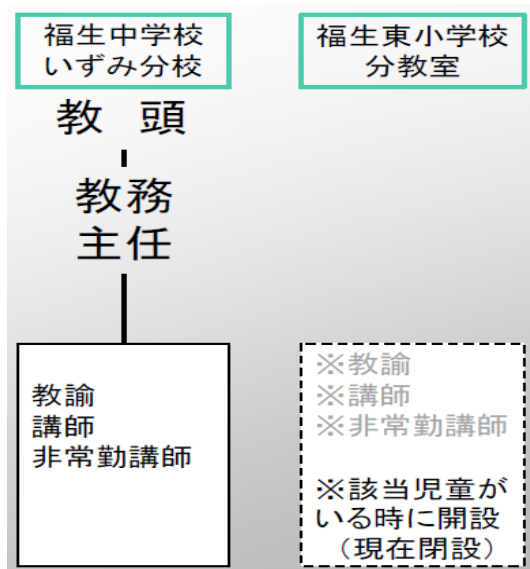 福生中学校
いずみ分校
教 頭
教務
主任
教諭
講師
非常勤講師
福生東小学校
分教室
※教諭
※講師
※非常勤講師
※該当児童が
いる時に開設
（現在閉設）